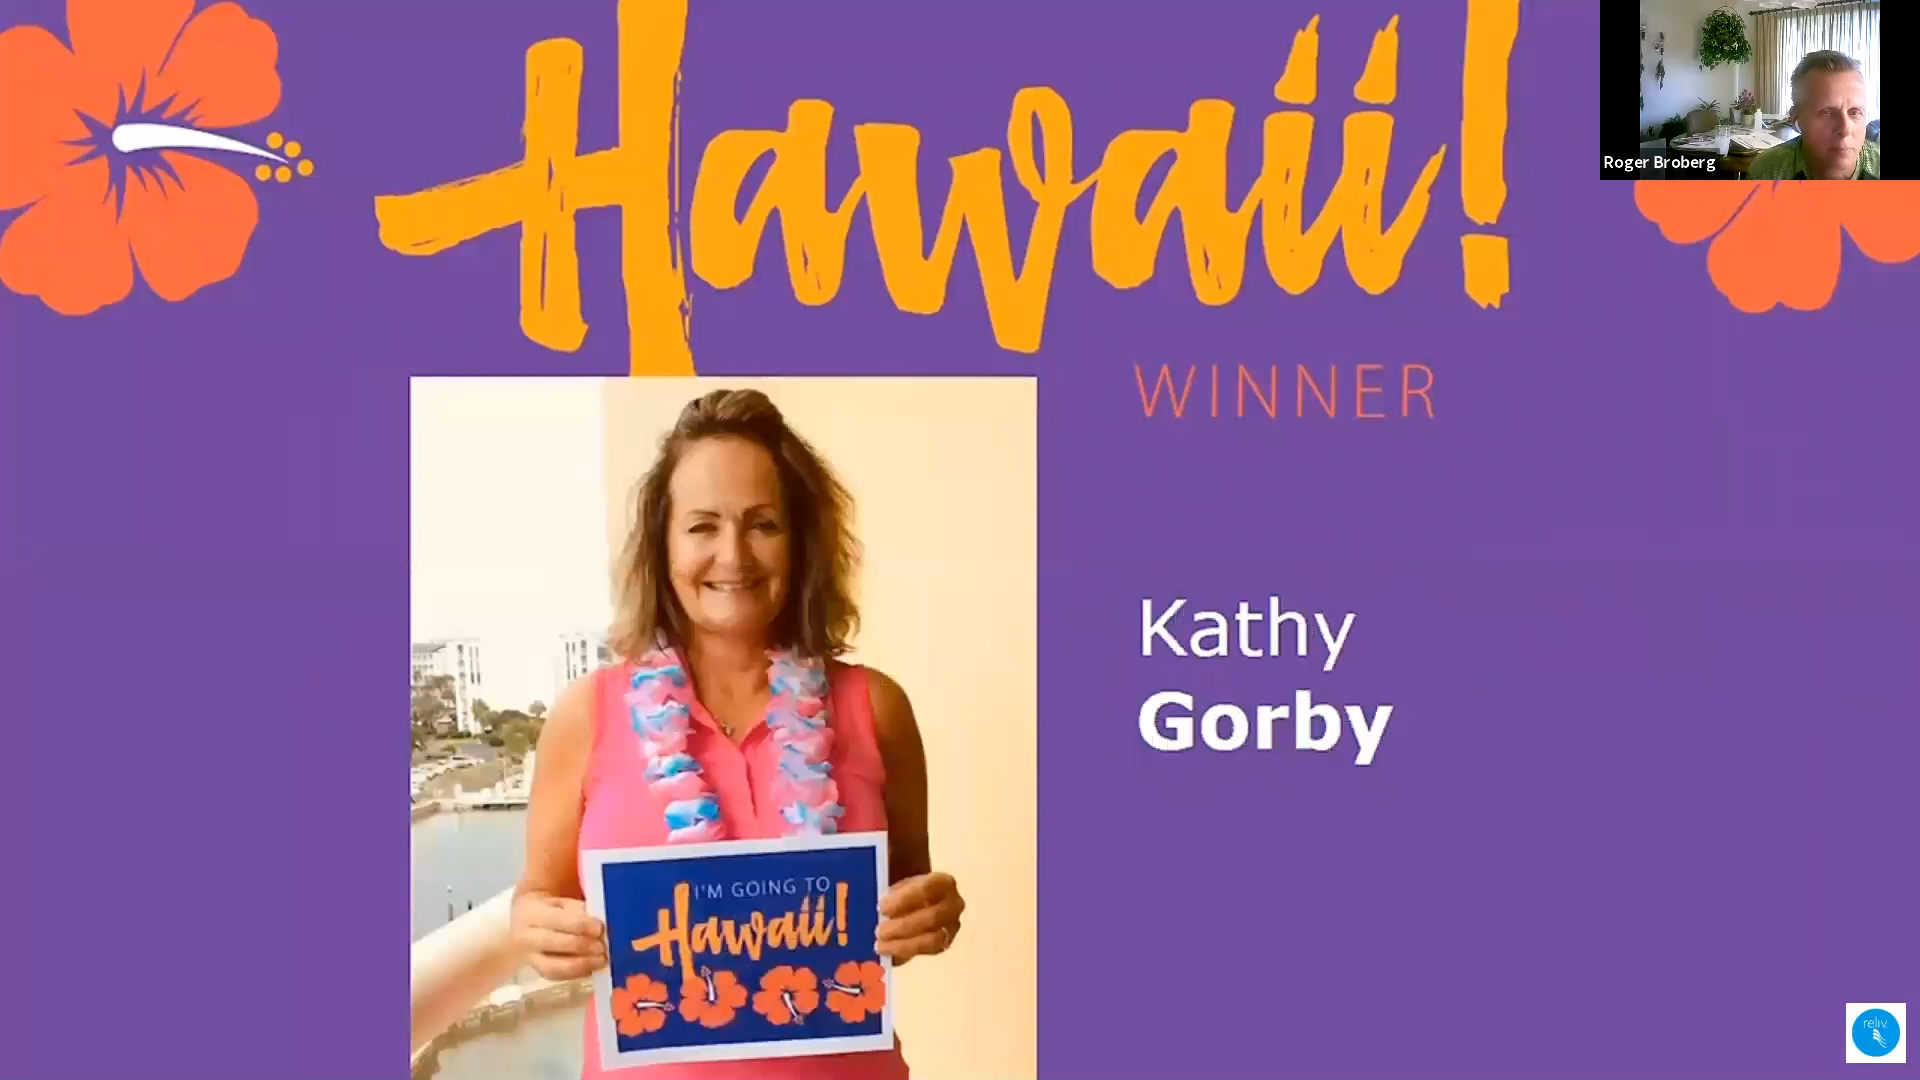 Hawaii!
Roger Broberg
WINNER
Kathy
Gorby
I'M GOING TO
Hawaii!
reliv